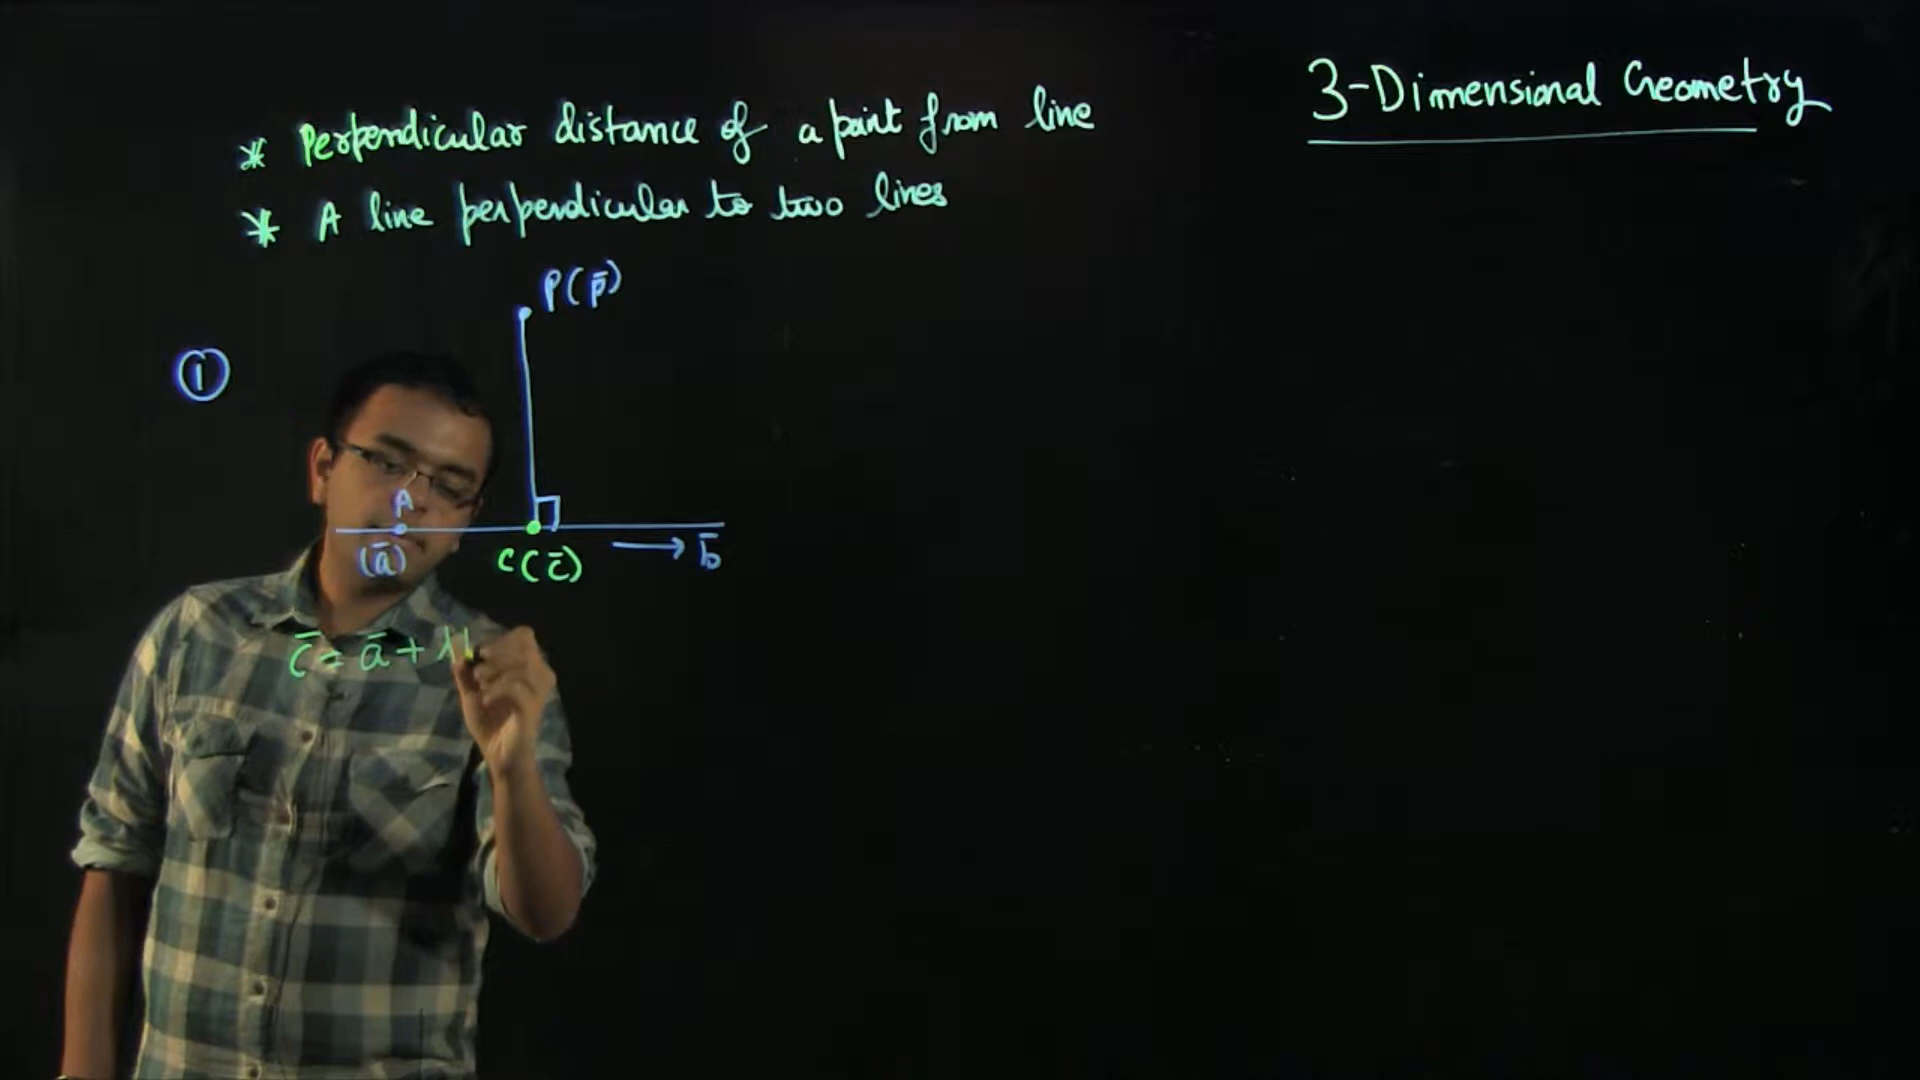 3-Dimensional Geometry
* Perpendicular distance of a point from line
* A line perpendicular to two lines
P(p̄)
①
A
(ā)
C(c̄)
→ b̄
c̄ = ā + λ